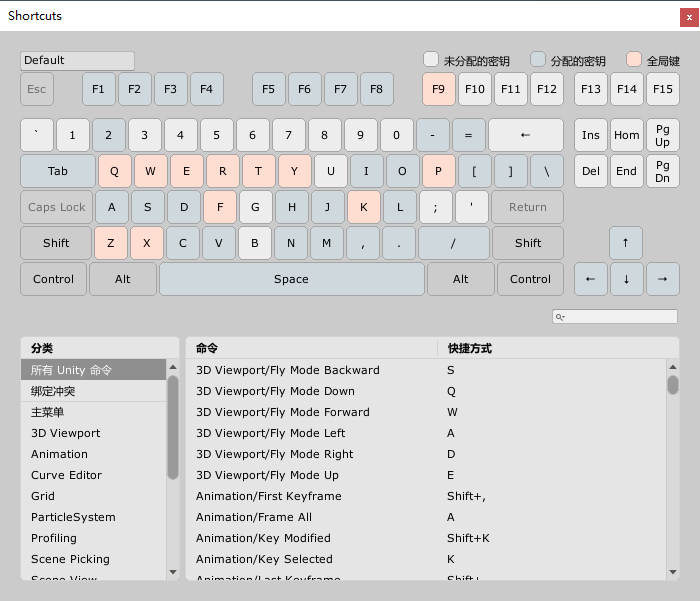 Shortcuts
x
Default
未分配的密钥 分配的密钥 全局键
Esc F1 F2 F3 F4 F5 F6 F7 F8 F9 F10 F11 F12 F13 F14 F15
` 1 2 3 4 5 6 7 8 9 0 - = ← Ins Hom Pg Up
Tab Q W E R T Y U I O P [ ] \ Del End Pg Dn
Caps Lock A S D F G H J K L ; ' Return
Shift Z X C V B N M , . / Shift ↑
Control Alt Space Alt Control ← ↓ →
分类
所有 Unity 命令
绑定冲突
主菜单
3D Viewport
Animation
Curve Editor
Grid
ParticleSystem
Profiling
Scene Picking
Scene View
命令 快捷方式
3D Viewport/Fly Mode Backward S
3D Viewport/Fly Mode Down Q
3D Viewport/Fly Mode Forward W
3D Viewport/Fly Mode Left A
3D Viewport/Fly Mode Right D
3D Viewport/Fly Mode Up E
Animation/First Keyframe Shift+,
Animation/Frame All A
Animation/Key Modified Shift+K
Animation/Key Selected K
Animation/Last Keyframe Shift+